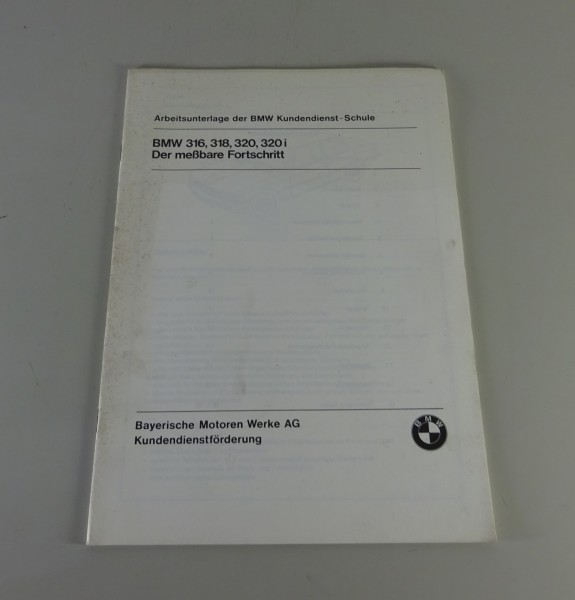 Arbeitsunterlage der BMW Kundendienst-Schule
BMW 316, 318, 320, 320 i
Der meßbare Fortschritt
Bayerische Motoren Werke AG
Kundendienstförderung
BMW